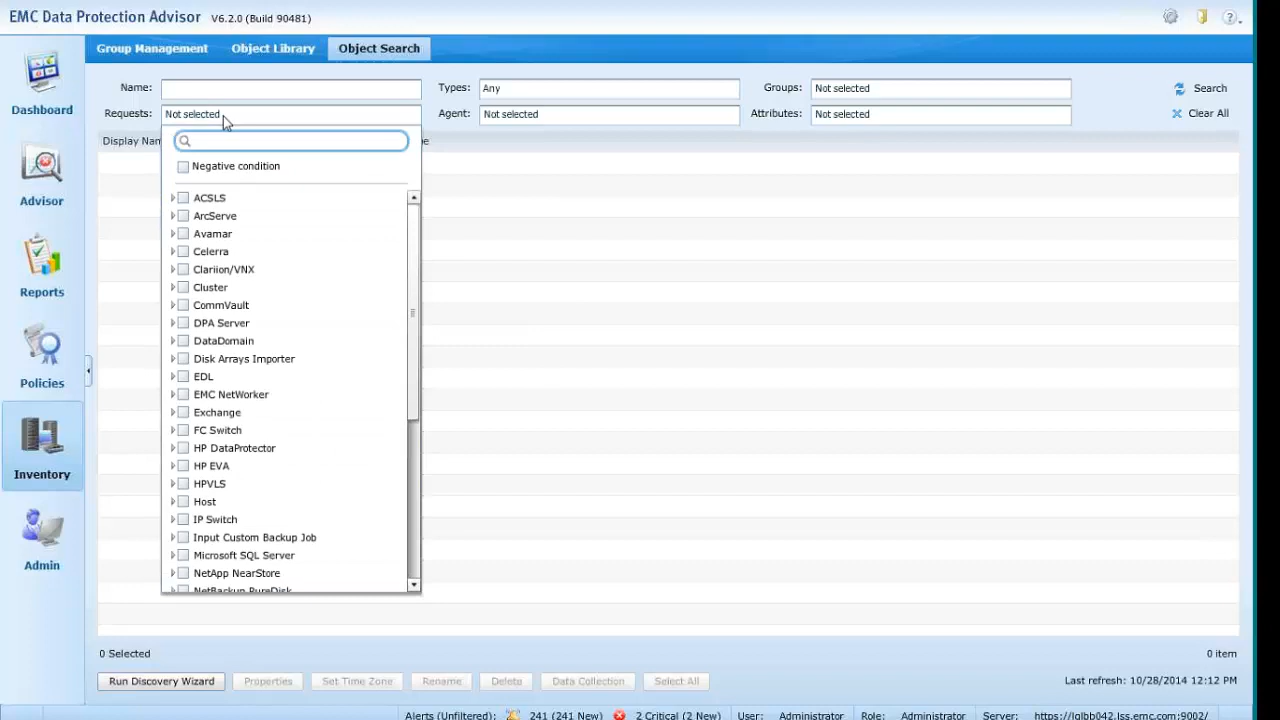 EMC Data Protection Advisor V6.2.0 (Build 90481)
Group Management Object Library Object Search
Dashboard
Advisor
Reports
Policies
Inventory
Admin
Name: Types: Any Groups: Not selected Search
Requests: Not selected Agent: Not selected Attributes: Not selected Clear All
Display Nam
Negative condition
ACSLS
ArcServe
Avamar
Celerra
Clariion/VNX
Cluster
CommVault
DPA Server
DataDomain
Disk Arrays Importer
EDL
EMC NetWorker
Exchange
FC Switch
HP DataProtector
HP EVA
HPVLS
Host
IP Switch
Input Custom Backup Job
Microsoft SQL Server
NetApp NearStore
NetBackup PureDisk
0 Selected 0 item
Run Discovery Wizard Properties Set Time Zone Rename Delete Data Collection Select All Last refresh: 10/28/2014 12:12 PM
Alerts (Unfiltered): 241 (241 New) 2 Critical (2 New) User: Administrator Role: Administrator Server: https://lglbb042.lss.emc.com:9002/